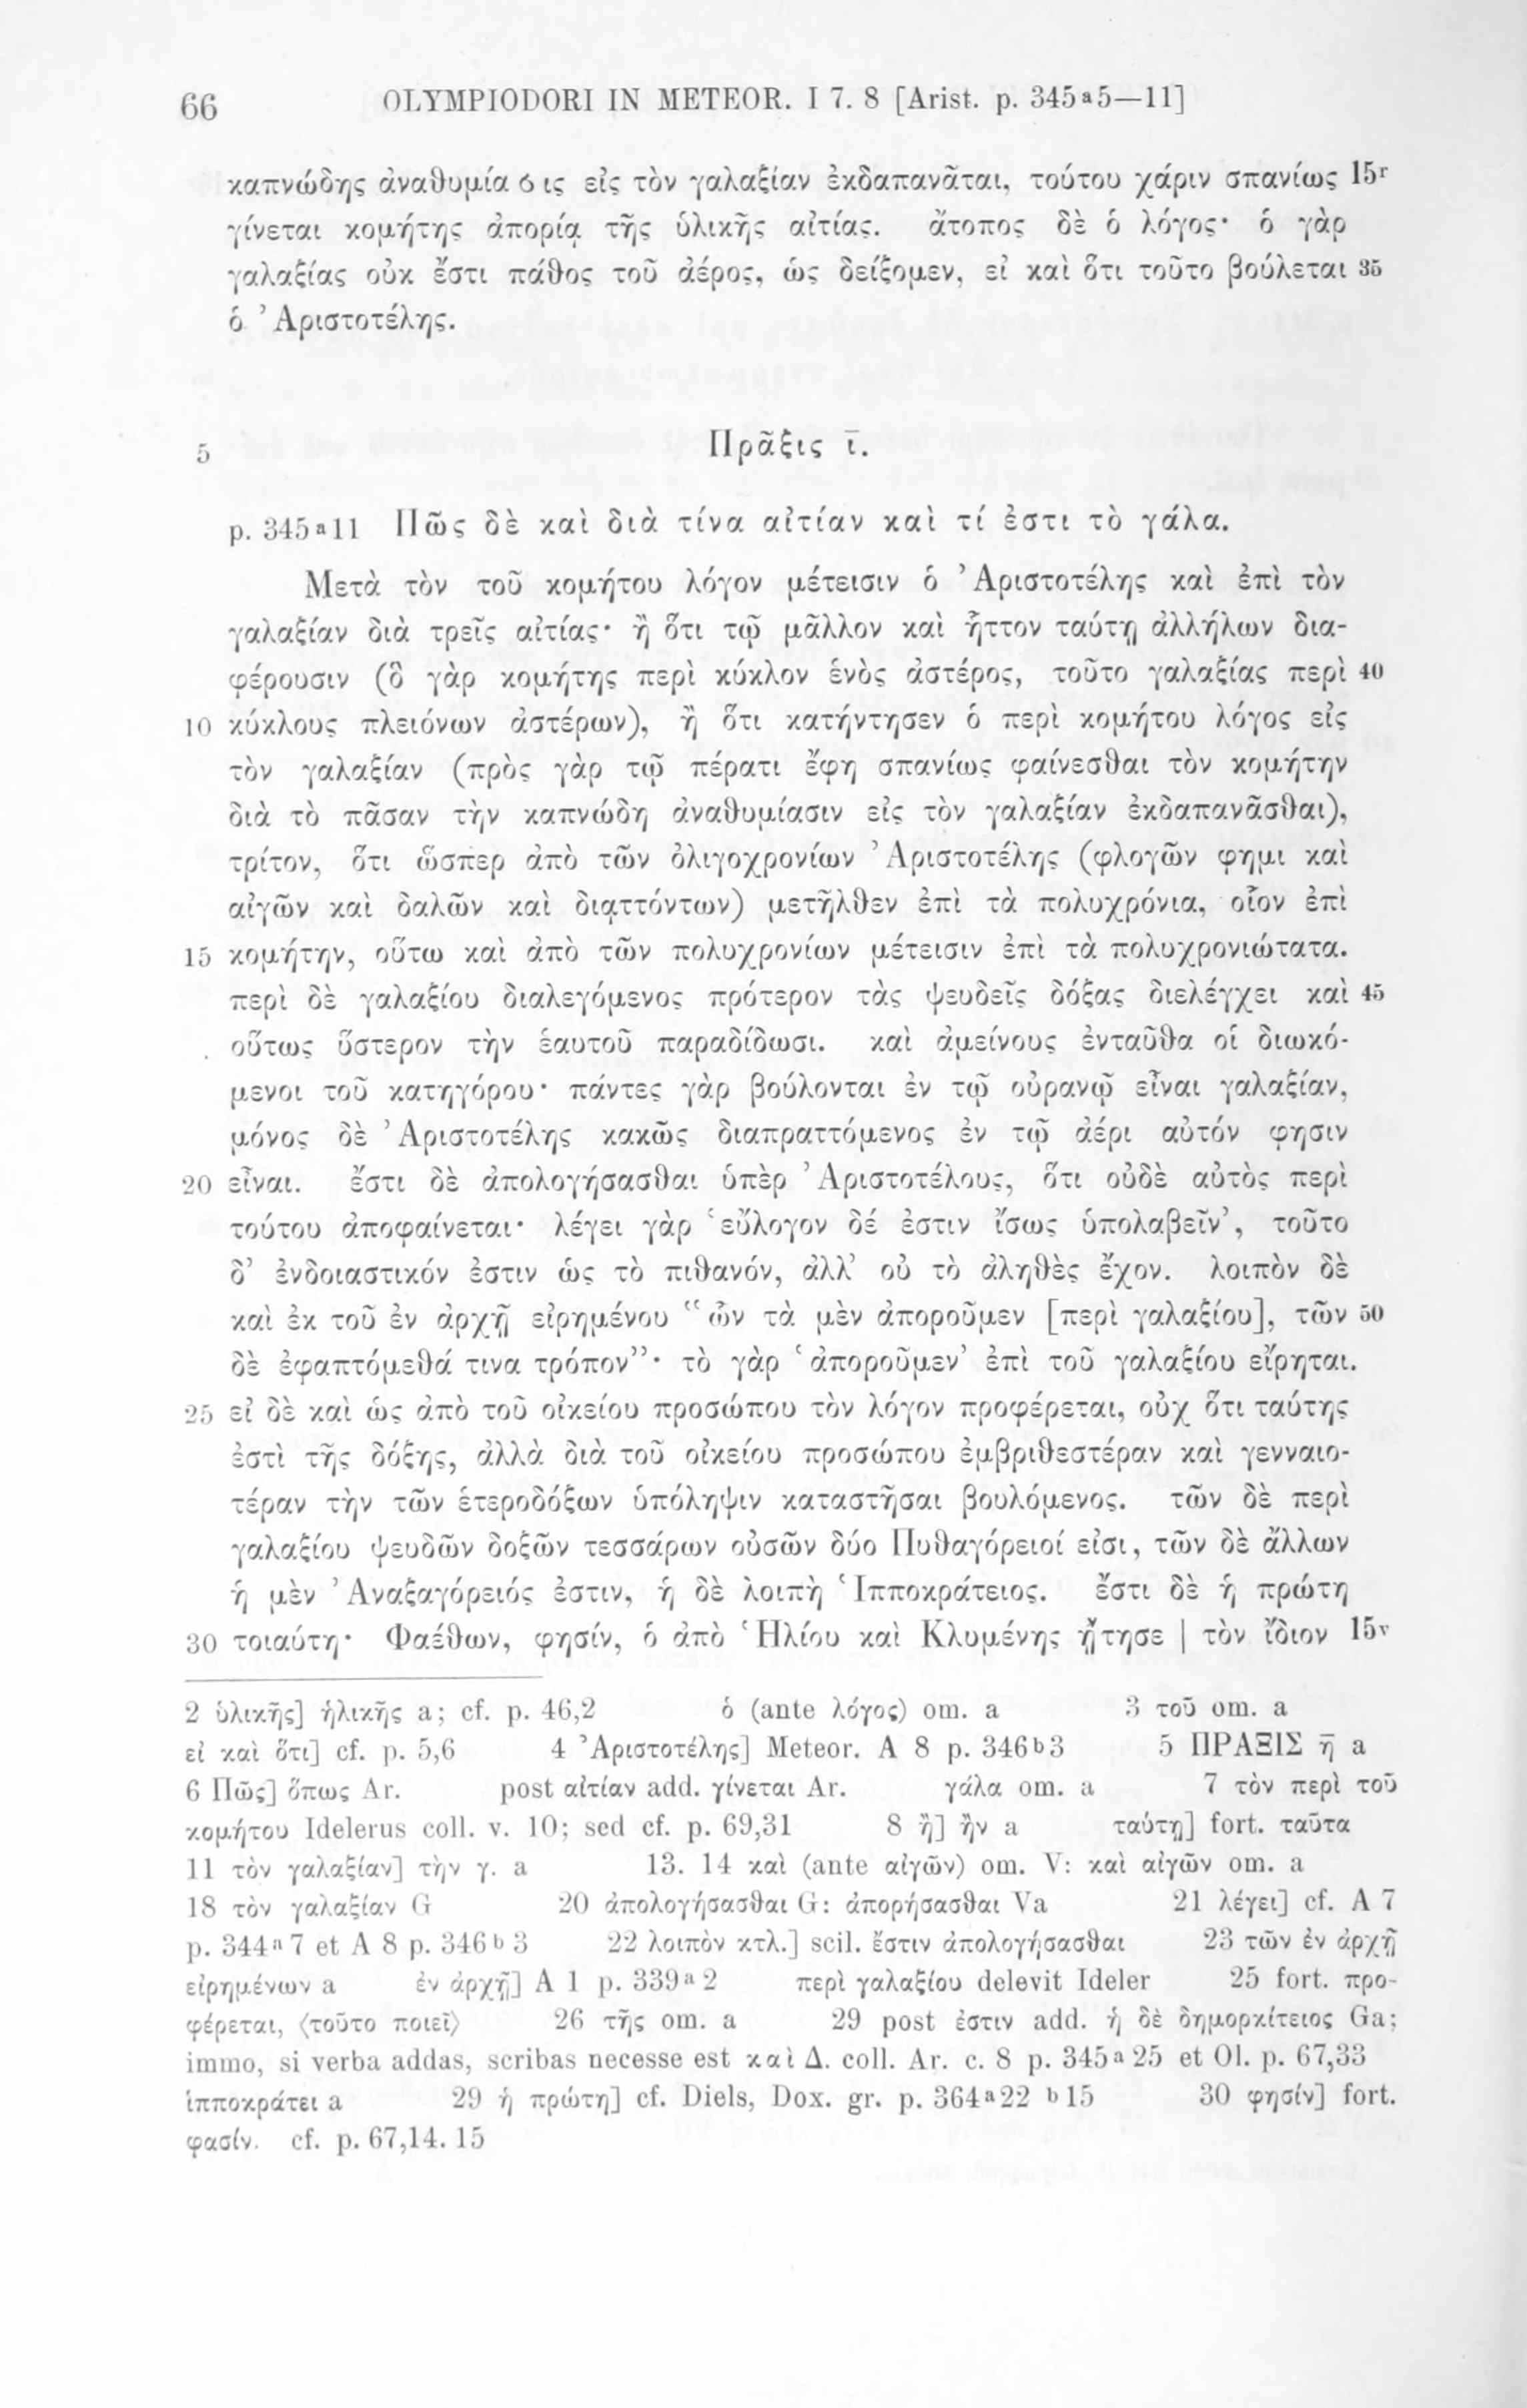 66 OLYMPIODORI IN METEOR. I 7. 8 [Arist. p. 345ᵃ5—11]
καπνώδης ἀναθυμίασις εἰς τὸν γαλαξίαν ἐκδαπανᾶται, τούτου χάριν σπανίως 15ʳ
γίνεται κομήτης ἀπορίᾳ τῆς ὑλικῆς αἰτίας. ἄτοπος δὲ ὁ λόγος· ὁ γὰρ
γαλαξίας οὐκ ἔστι πάθος τοῦ ἀέρος, ὡς δείξομεν, εἰ καὶ ὅτι τοῦτο βούλεται 35
ὁ Ἀριστοτέλης.
5 Πρᾶξις ῑ.
p. 345ᵃ11 Πῶς δὲ καὶ διὰ τίνα αἰτίαν καὶ τί ἐστι τὸ γάλα.
Μετὰ τὸν τοῦ κομήτου λόγον μέτεισιν ὁ Ἀριστοτέλης καὶ ἐπὶ τὸν
γαλαξίαν διὰ τρεῖς αἰτίας· ἢ ὅτι τῷ μᾶλλον καὶ ἧττον ταύτῃ ἀλλήλων δια-
φέρουσιν (ὃ γὰρ κομήτης περὶ κύκλον ἑνὸς ἀστέρος, τοῦτο γαλαξίας περὶ 40
10 κύκλους πλειόνων ἀστέρων), ἢ ὅτι κατήντησεν ὁ περὶ κομήτου λόγος εἰς
τὸν γαλαξίαν (πρὸς γὰρ τῷ πέρατι ἔφη σπανίως φαίνεσθαι τὸν κομήτην
διὰ τὸ πᾶσαν τὴν καπνώδη ἀναθυμίασιν εἰς τὸν γαλαξίαν ἐκδαπανᾶσθαι),
τρίτον, ὅτι ὥσπερ ἀπὸ τῶν ὀλιγοχρονίων Ἀριστοτέλης (φλογῶν φημι καὶ
αἰγῶν καὶ δαλῶν καὶ διᾳττόντων) μετῆλθεν ἐπὶ τὰ πολυχρόνια, οἷον ἐπὶ
15 κομήτην, οὕτω καὶ ἀπὸ τῶν πολυχρονίων μέτεισιν ἐπὶ τὰ πολυχρονιώτατα.
περὶ δὲ γαλαξίου διαλεγόμενος πρότερον τὰς ψευδεῖς δόξας διελέγχει καὶ 45
οὕτως ὕστερον τὴν ἑαυτοῦ παραδίδωσι. καὶ ἀμείνους ἐνταῦθα οἱ διωκό-
μενοι τοῦ κατηγόρου· πάντες γὰρ βούλονται ἐν τῷ οὐρανῷ εἶναι γαλαξίαν,
μόνος δὲ Ἀριστοτέλης κακῶς διαπραττόμενος ἐν τῷ ἀέρι αὐτόν φησιν
20 εἶναι. ἔστι δὲ ἀπολογήσασθαι ὑπὲρ Ἀριστοτέλους, ὅτι οὐδὲ αὐτὸς περὶ
τούτου ἀποφαίνεται· λέγει γὰρ ‘εὔλογον δέ ἐστιν ἴσως ὑπολαβεῖν’, τοῦτο
δ’ ἐνδοιαστικόν ἐστιν ὡς τὸ πιθανόν, ἀλλ’ οὐ τὸ ἀληθὲς ἔχον. λοιπὸν δὲ
καὶ ἐκ τοῦ ἐν ἀρχῇ εἰρημένου “ὧν τὰ μὲν ἀποροῦμεν [περὶ γαλαξίου], τῶν 50
δὲ ἐφαπτόμεθά τινα τρόπον”· τὸ γὰρ ‘ἀποροῦμεν’ ἐπὶ τοῦ γαλαξίου εἴρηται.
25 εἰ δὲ καὶ ὡς ἀπὸ τοῦ οἰκείου προσώπου τὸν λόγον προφέρεται, οὐχ ὅτι ταύτης
ἐστὶ τῆς δόξης, ἀλλὰ διὰ τοῦ οἰκείου προσώπου ἐμβριθεστέραν καὶ γενναιο-
τέραν τὴν τῶν ἑτεροδόξων ὑπόληψιν καταστῆσαι βουλόμενος. τῶν δὲ περὶ
γαλαξίου ψευδῶν δοξῶν τεσσάρων οὐσῶν δύο Πυθαγόρειοί εἰσι, τῶν δὲ ἄλλων
ἡ μὲν Ἀναξαγόρειός ἐστιν, ἡ δὲ λοιπὴ Ἱπποκράτειος. ἔστι δὲ ἡ πρώτη
30 τοιαύτη· Φαέθων, φησίν, ὁ ἀπὸ Ἡλίου καὶ Κλυμένης ᾔτησε | τὸν ἴδιον 15ᵛ
2 ὑλικῆς] ἡλικῆς a; cf. p. 46,2 ὁ (ante λόγος) om. a 3 τοῦ om. a
εἰ καὶ ὅτι] cf. p. 5,6 4 Ἀριστοτέλης] Meteor. A 8 p. 346ᵇ3 5 ΠΡΑΞΙΣ η̄ a
6 Πῶς] ὅπως Ar. post αἰτίαν add. γίνεται Ar. γάλα om. a 7 τὸν περὶ τοῦ
κομήτου Idelerus coll. v. 10; sed cf. p. 69,31 8 ἢ] ἣν a ταύτῃ] fort. ταῦτα
11 τὸν γαλαξίαν] τὴν γ. a 13. 14 καὶ (ante αἰγῶν) om. V: καὶ αἰγῶν om. a
18 τὸν γαλαξίαν G 20 ἀπολογήσασθαι G: ἀπορήσασθαι Va 21 λέγει] cf. A 7
p. 344ᵃ7 et A 8 p. 346ᵇ3 22 λοιπὸν κτλ.] scil. ἔστιν ἀπολογήσασθαι 23 τῶν ἐν ἀρχῇ
εἰρημένων a ἐν ἀρχῇ] A 1 p. 339ᵃ2 περὶ γαλαξίου delevit Ideler 25 fort. προ-
φέρεται, ⟨τοῦτο ποιεῖ⟩ 26 τῆς om. a 29 post ἐστιν add. ἡ δὲ δημορκίτειος Ga;
immo, si verba addas, scribas necesse est καὶ Δ. coll. Ar. c. 8 p. 345ᵃ25 et Ol. p. 67,33
ἱπποκράτει a 29 ἡ πρώτη] cf. Diels, Dox. gr. p. 364ᵃ22 ᵇ15 30 φησίν] fort.
φασίν. cf. p. 67,14. 15